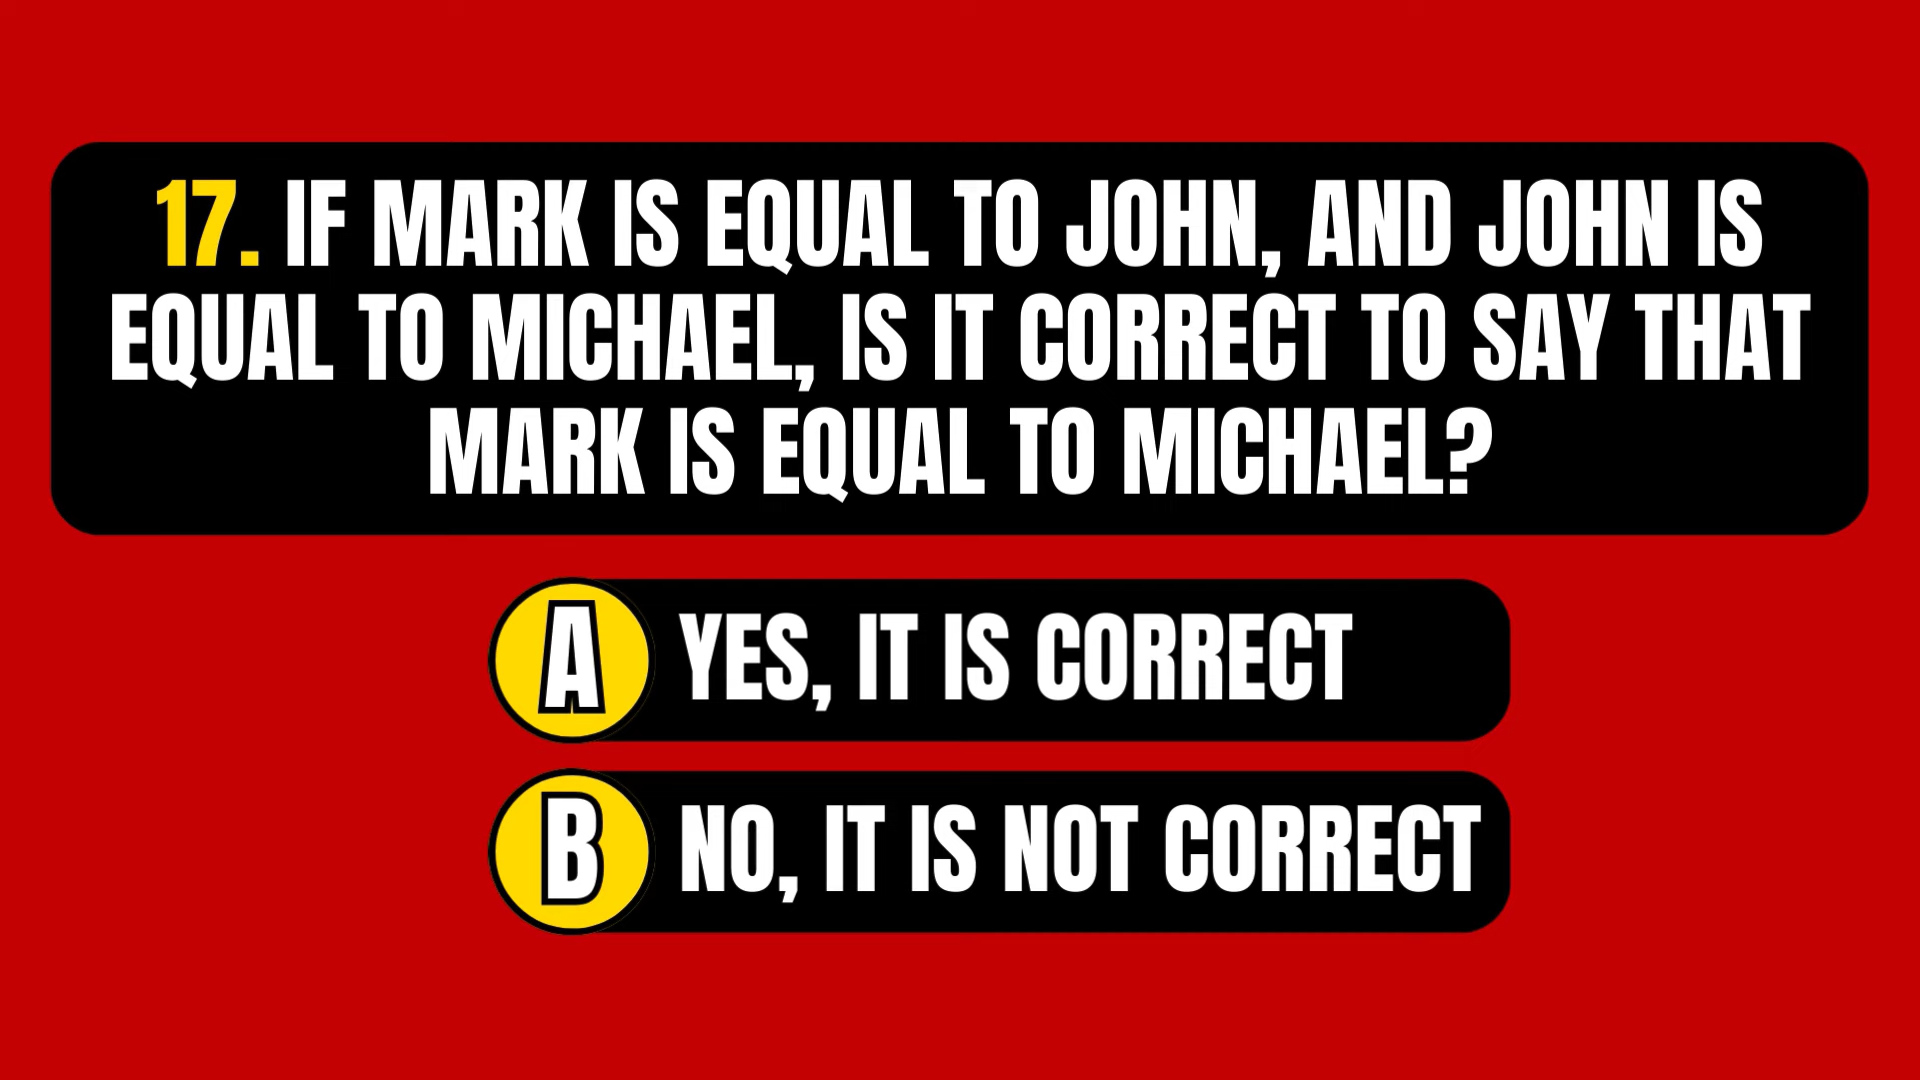 17. IF MARK IS EQUAL TO JOHN, AND JOHN IS
EQUAL TO MICHAEL, IS IT CORRECT TO SAY THAT
MARK IS EQUAL TO MICHAEL?
A YES, IT IS CORRECT
B NO, IT IS NOT CORRECT